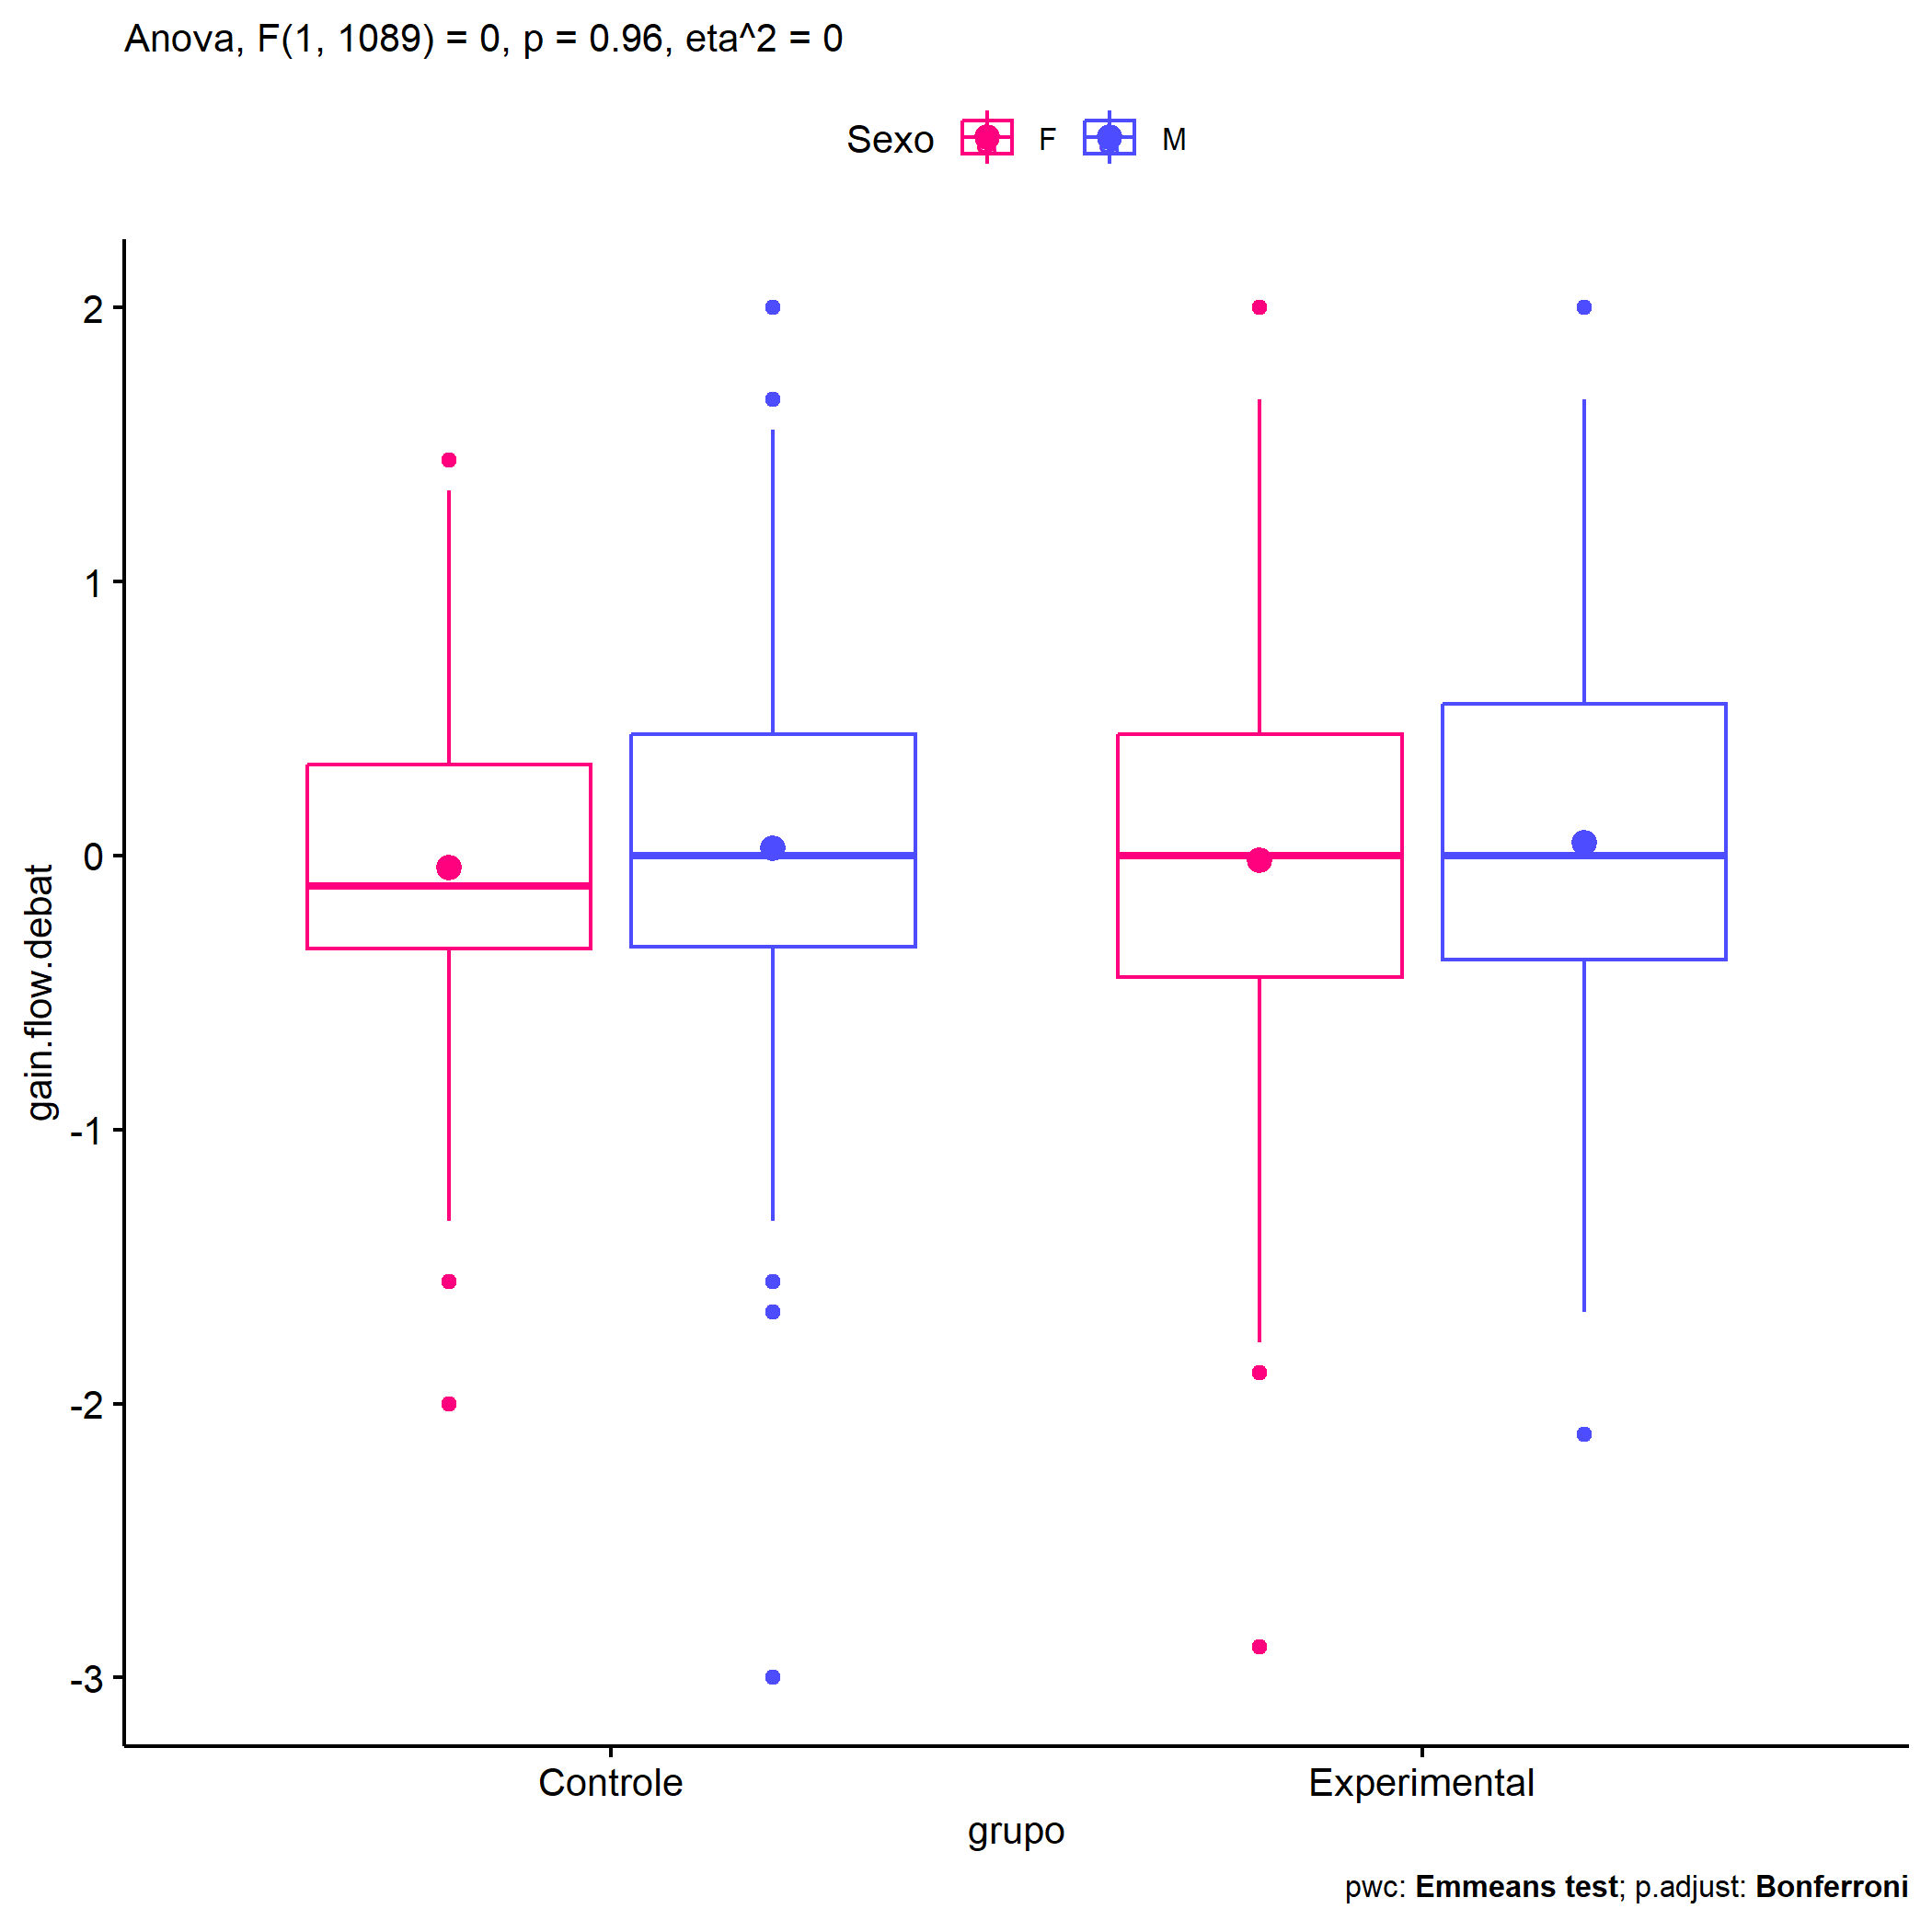 Anova, F(1, 1089) = 0, p = 0.96, eta^2 = 0
Sexo F M
gain.flow.debat
2
1
0
-1
-2
-3
Controle Experimental
grupo
pwc: Emmeans test; p.adjust: Bonferroni